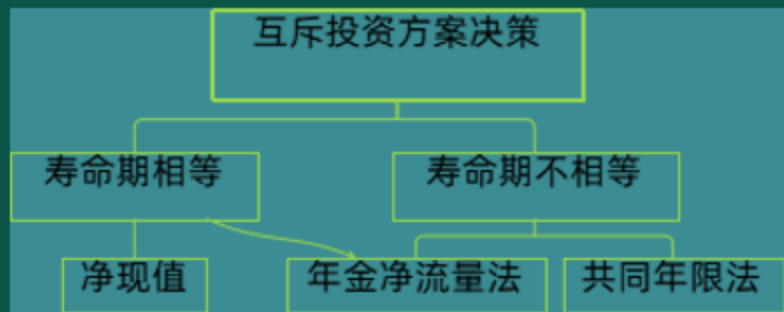 互斥投资方案决策
寿命期相等
寿命期不相等
净现值
年金净流量法
共同年限法